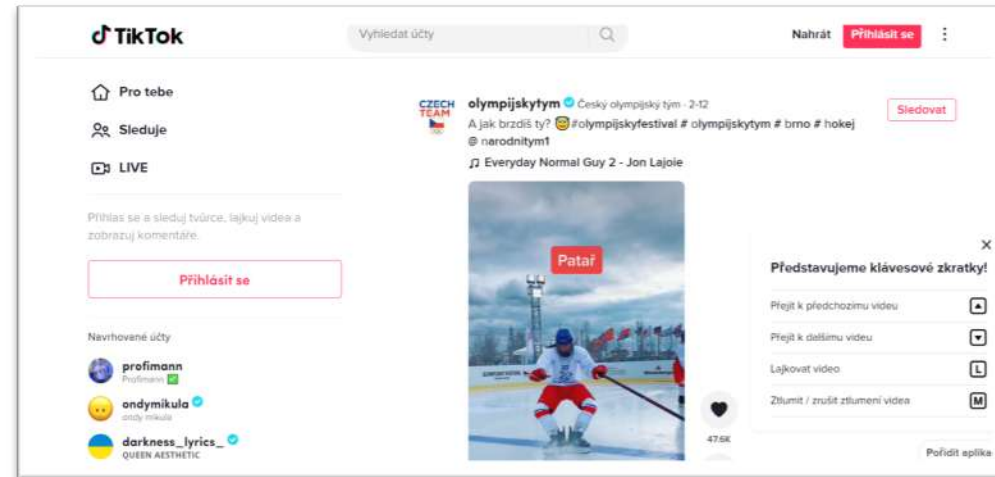 TikTok
Vyhledat účty
Nahrát
Přihlásit se
Pro tebe
Sleduje
LIVE
Přihlas se a sleduj tvůrce, lajkuj videa a
zobrazuj komentáře.
Přihlásit se
Navrhované účty
profimann
Profimann
ondymikula
ondy mikula
darkness_lyrics_
QUEEN AESTHETIC
CZECH
TEAM
olympijskytym Český olympijský tým · 2-12
A jak brzdíš ty? 😇#olympijskyfestival # olympijskytym # brno # hokej
@ narodnitym1
♫ Everyday Normal Guy 2 - Jon Lajoie
Sledovat
Patař
47.6K
Představujeme klávesové zkratky!
Přejít k předchozímu videu
Přejít k dalšímu videu
Lajkovat video L
Ztlumit / zrušit ztlumení videa M
Pořídit aplika